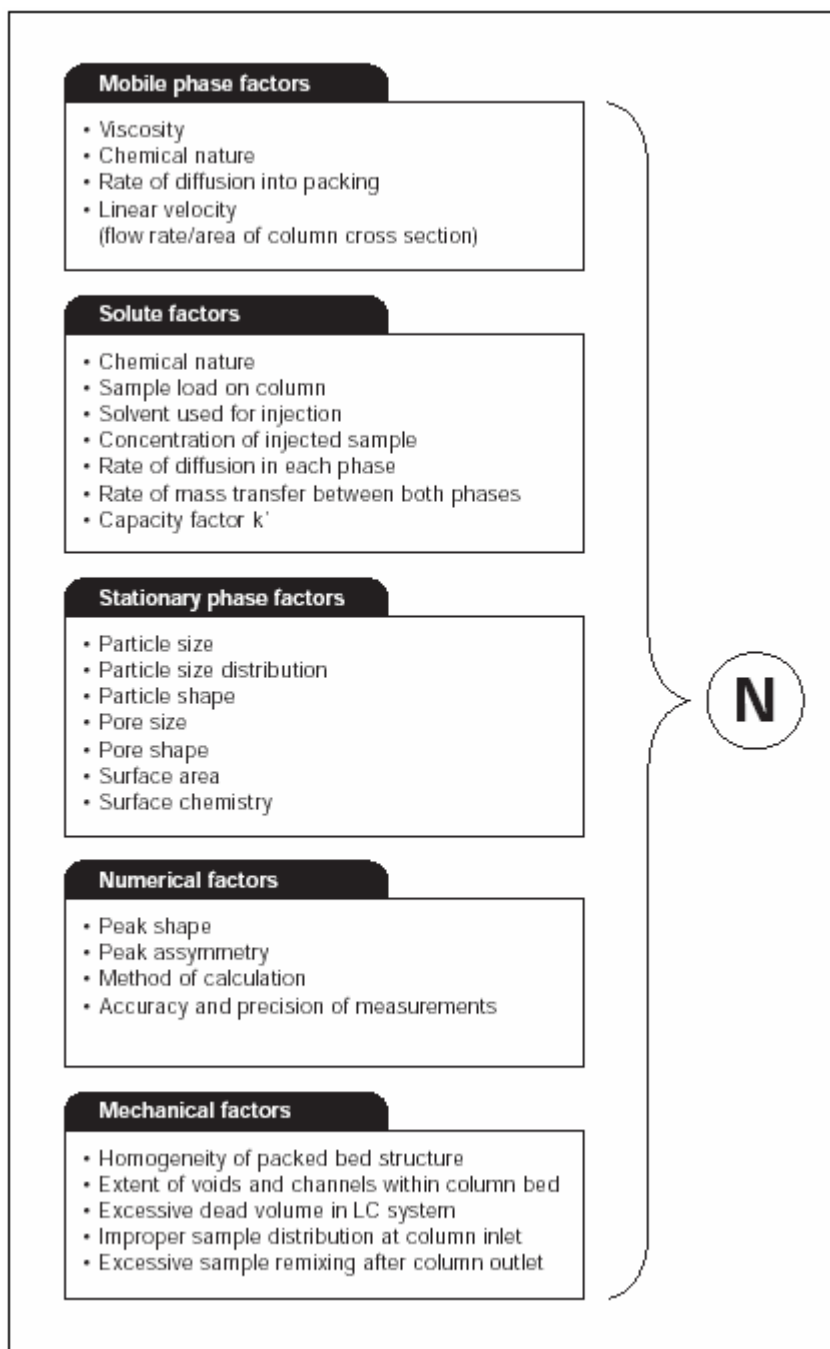 Mobile phase factors
• Viscosity
• Chemical nature
• Rate of diffusion into packing
• Linear velocity
(flow rate/area of column cross section)
Solute factors
• Chemical nature
• Sample load on column
• Solvent used for injection
• Concentration of injected sample
• Rate of diffusion in each phase
• Rate of mass transfer between both phases
• Capacity factor k'
Stationary phase factors
• Particle size
• Particle size distribution
• Particle shape
• Pore size
• Pore shape
• Surface area
• Surface chemistry
Numerical factors
• Peak shape
• Peak assymmetry
• Method of calculation
• Accuracy and precision of measurements
Mechanical factors
• Homogeneity of packed bed structure
• Extent of voids and channels within column bed
• Excessive dead volume in LC system
• Improper sample distribution at column inlet
• Excessive sample remixing after column outlet
N